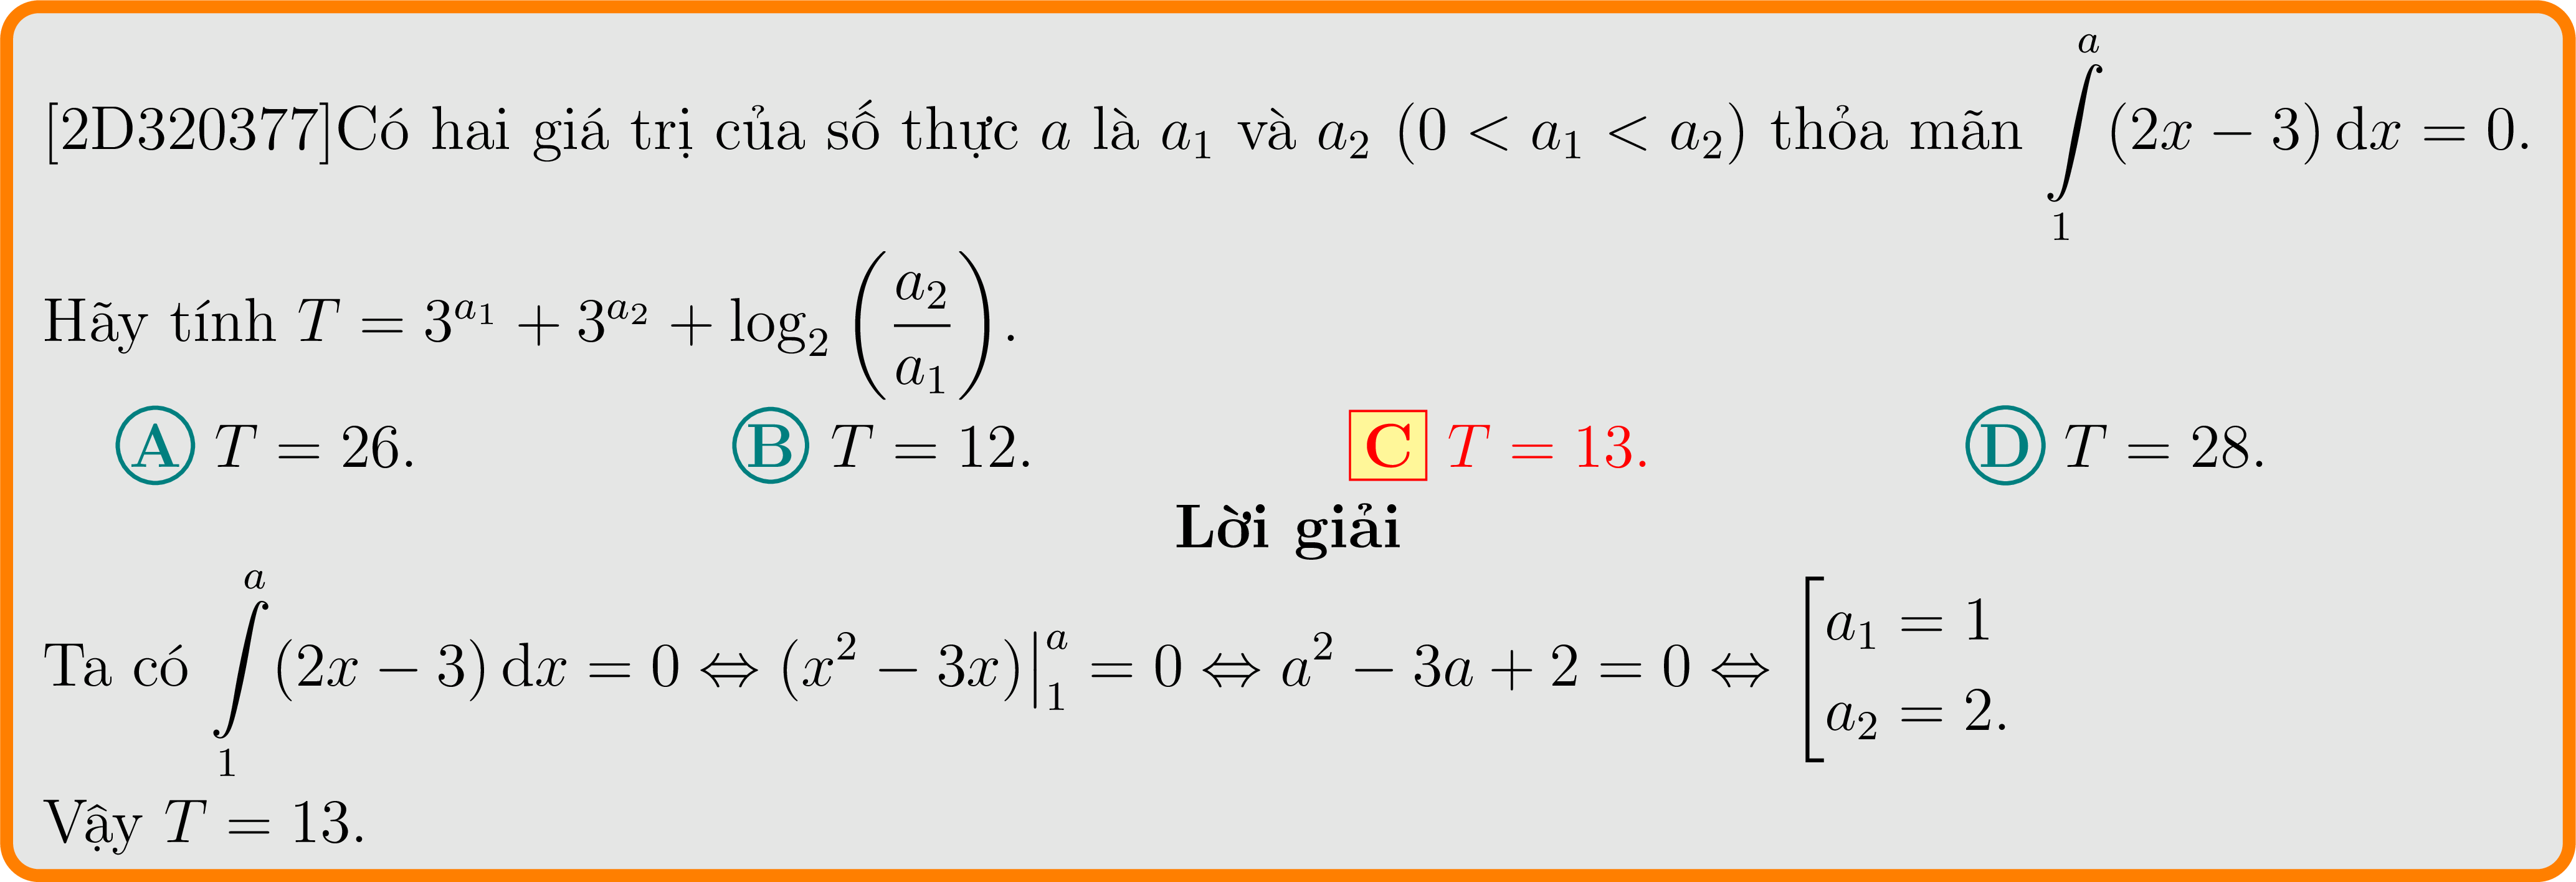 [2D320377]Có hai giá trị của số thực $a$ là $a_1$ và $a_2$ $(0 < a_1 < a_2)$ thỏa mãn $\int\limits_1^a (2x - 3)\,\mathrm{d}x = 0.$
Hãy tính $T = 3^{a_1} + 3^{a_2} + \log_2 \left(\dfrac{a_2}{a_1}\right).$
A $T = 26.$ B $T = 12.$ C $T = 13.$ D $T = 28.$
Lời giải
Ta có $\int\limits_1^a (2x - 3)\,\mathrm{d}x = 0 \Leftrightarrow (x^2 - 3x)\big|_1^a = 0 \Leftrightarrow a^2 - 3a + 2 = 0 \Leftrightarrow \left[\begin{array}{l} a_1 = 1 \\ a_2 = 2. \end{array}\right.$
Vậy $T = 13.$